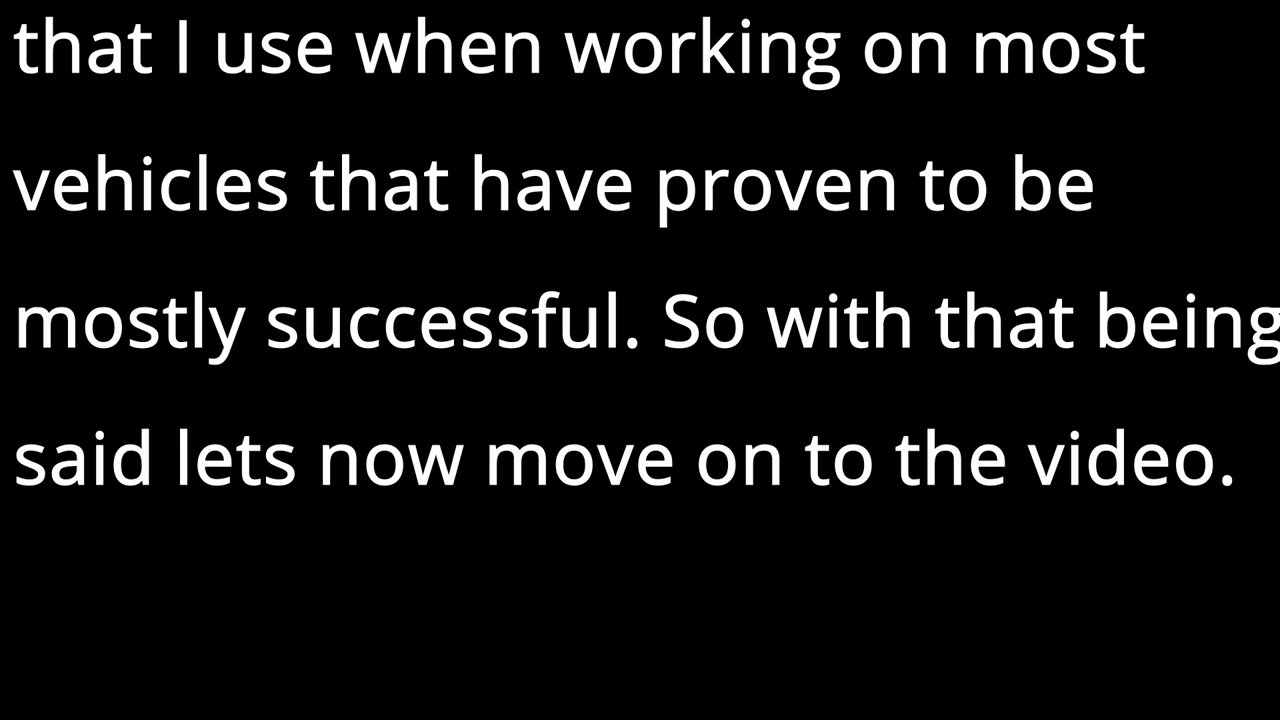 that I use when working on most
vehicles that have proven to be
mostly successful. So with that being
said lets now move on to the video.